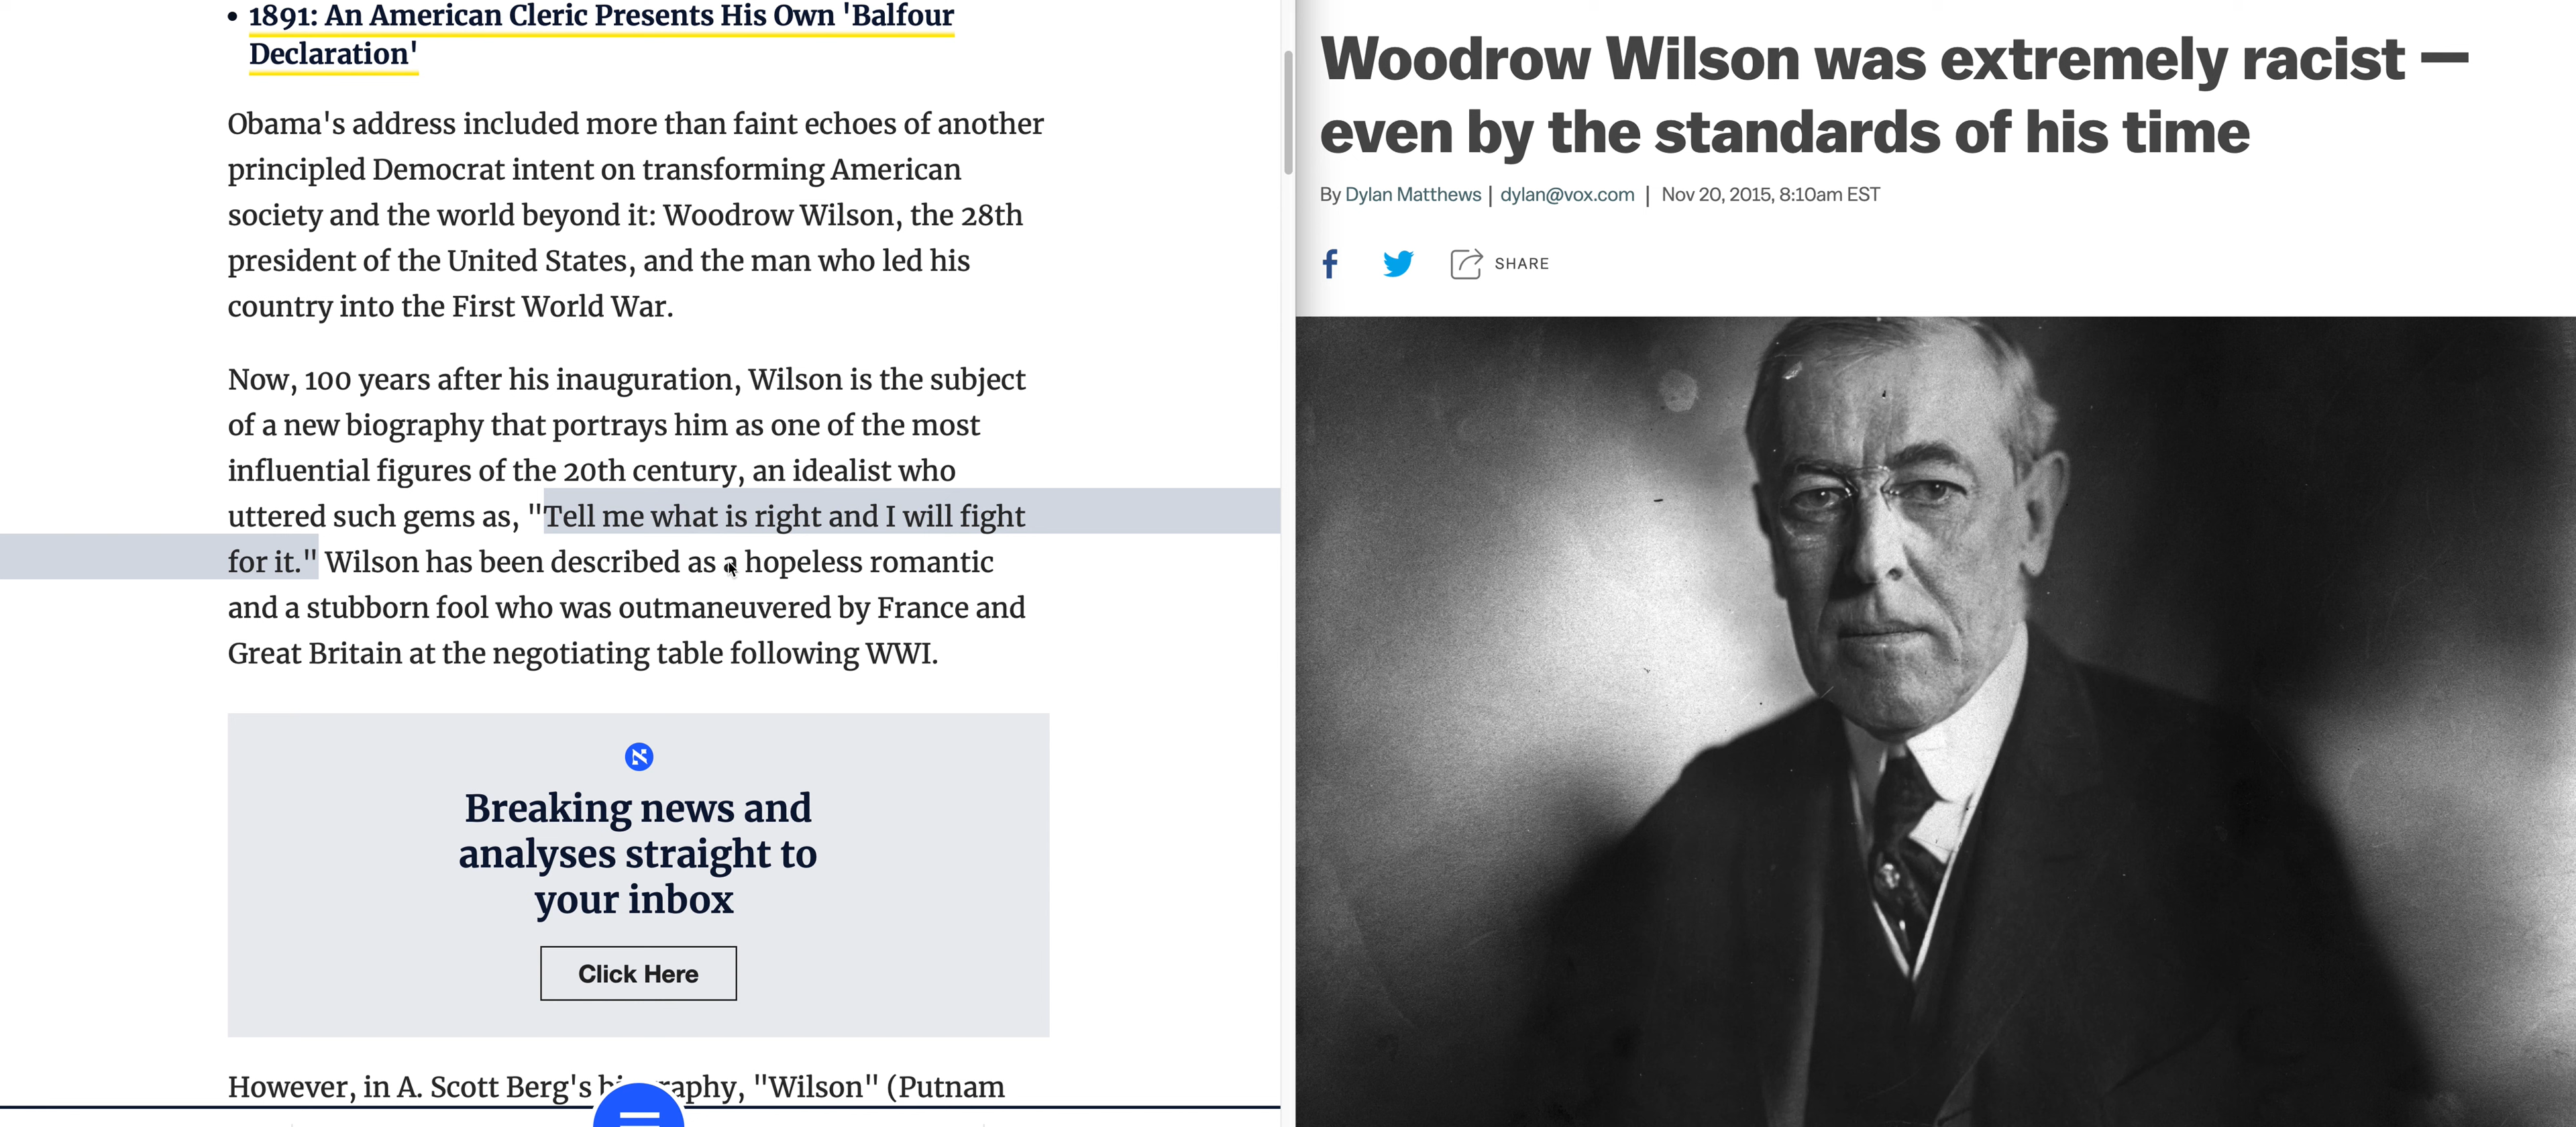 1891: An American Cleric Presents His Own 'Balfour
Declaration'
Obama's address included more than faint echoes of another
principled Democrat intent on transforming American
society and the world beyond it: Woodrow Wilson, the 28th
president of the United States, and the man who led his
country into the First World War.
Now, 100 years after his inauguration, Wilson is the subject
of a new biography that portrays him as one of the most
influential figures of the 20th century, an idealist who
uttered such gems as, "Tell me what is right and I will fight
for it." Wilson has been described as a hopeless romantic
and a stubborn fool who was outmaneuvered by France and
Great Britain at the negotiating table following WWI.
Breaking news and
analyses straight to
your inbox
Click Here
However, in A. Scott Berg's biography, "Wilson" (Putnam
Woodrow Wilson was extremely racist —
even by the standards of his time
By Dylan Matthews | dylan@vox.com | Nov 20, 2015, 8:10am EST
SHARE